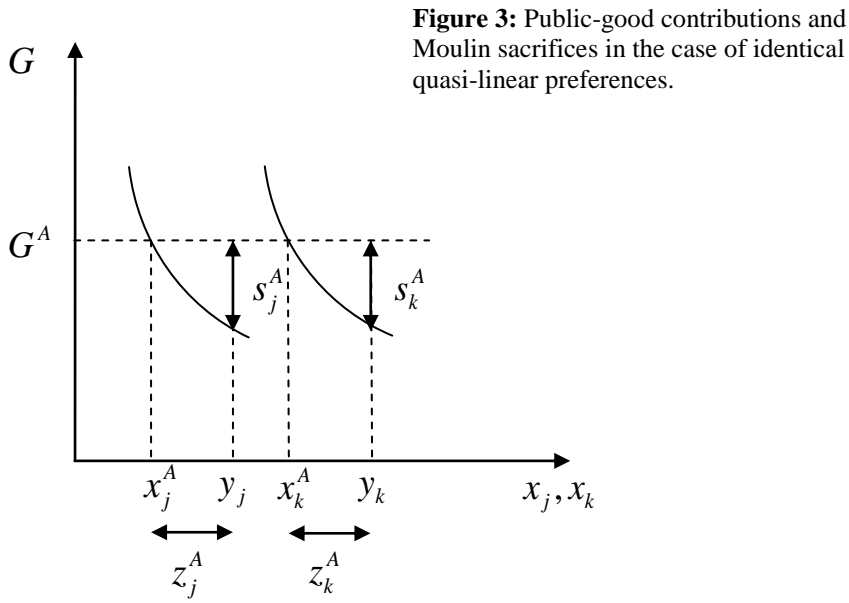 Figure 3: Public-good contributions and
Moulin sacrifices in the case of identical
quasi-linear preferences.
G
G^A
s_j^A s_k^A
x_j^A y_j x_k^A y_k x_j, x_k
z_j^A z_k^A